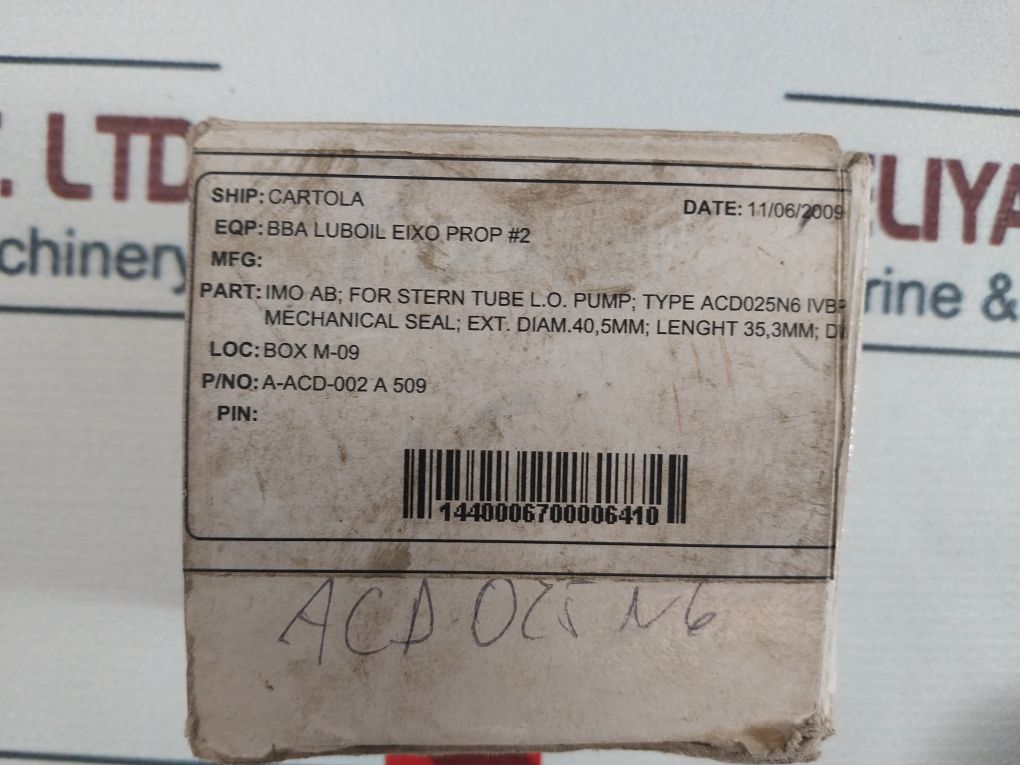 . LTD
chinery
ELIYA
rine &
SHIP: CARTOLA
DATE: 11/06/2009
EQP: BBA LUBOIL EIXO PROP #2
MFG:
PART: IMO AB; FOR STERN TUBE L.O. PUMP; TYPE ACD025N6 IVBP
MECHANICAL SEAL; EXT. DIAM.40,5MM; LENGHT 35,3MM;
LOC: BOX M-09
P/NO: A-ACD-002 A 509
PIN:
1440006700006410
ACD 025 N6